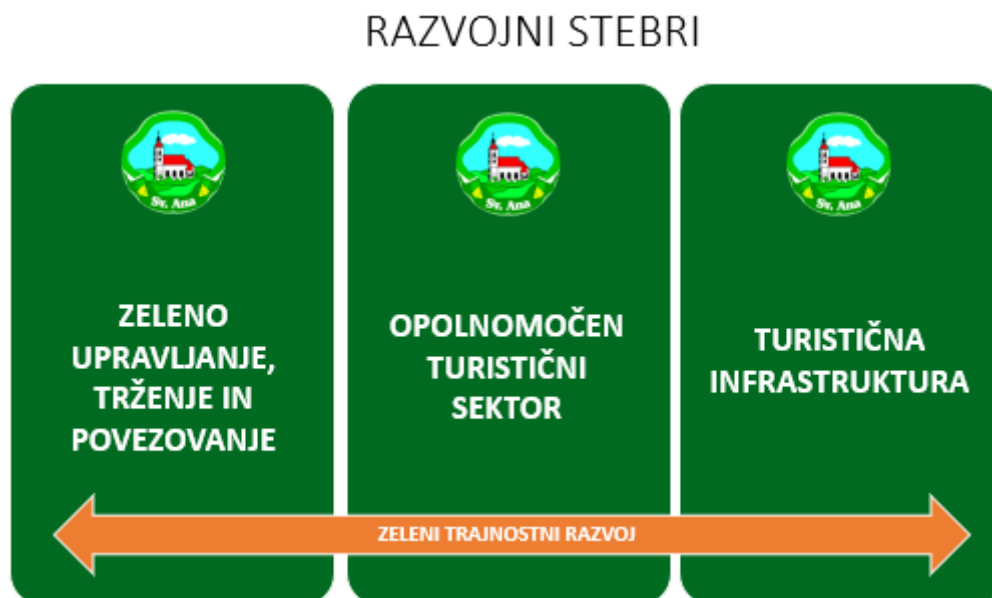 RAZVOJNI STEBRI
Sv. Ana
Sv. Ana
Sv. Ana
ZELENO
UPRAVLJANJE,
TRŽENJE IN
POVEZOVANJE
OPOLNOMOČEN
TURISTIČNI
SEKTOR
TURISTIČNA
INFRASTRUKTURA
ZELENI TRAJNOSTNI RAZVOJ